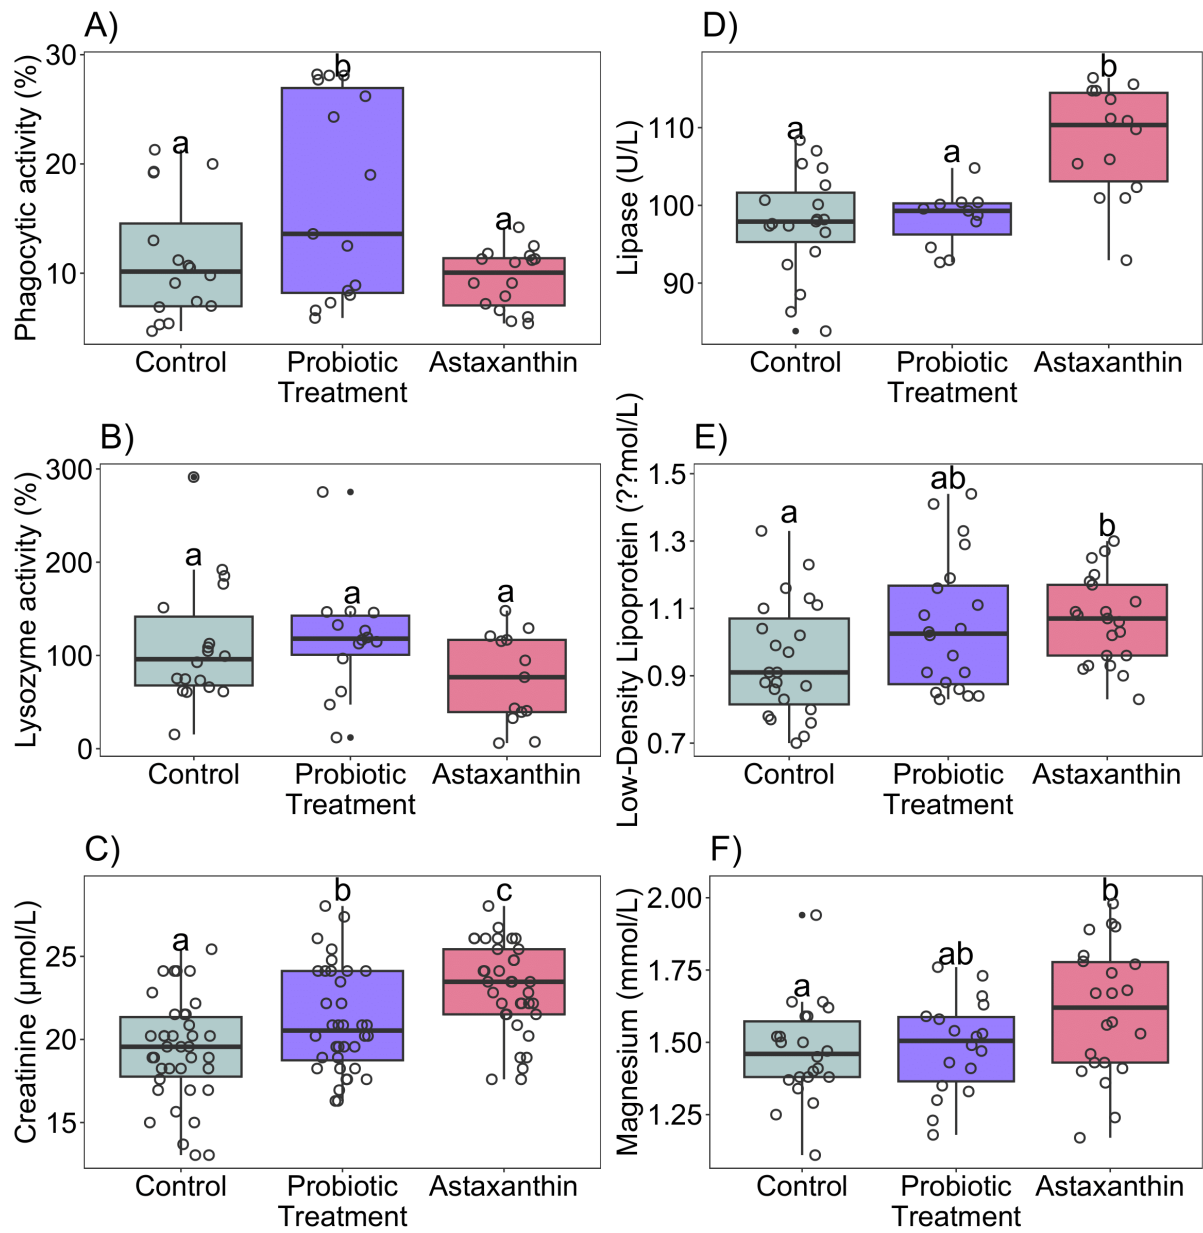 A)
Phagocytic activity (%)
30
20
10
a
b
a
Control
Probiotic
Astaxanthin
Treatment
D)
Lipase (U/L)
110
100
90
a
a
b
Control
Probiotic
Astaxanthin
Treatment
B)
Lysozyme activity (%)
300
200
100
0
a
a
a
Control
Probiotic
Astaxanthin
Treatment
E)
Low-Density Lipoprotein (??mol/L)
1.5
1.3
1.1
0.9
0.7
a
ab
b
Control
Probiotic
Astaxanthin
Treatment
C)
Creatinine (µmol/L)
25
20
15
a
b
c
Control
Probiotic
Astaxanthin
Treatment
F)
Magnesium (mmol/L)
2.00
1.75
1.50
1.25
a
ab
b
Control
Probiotic
Astaxanthin
Treatment